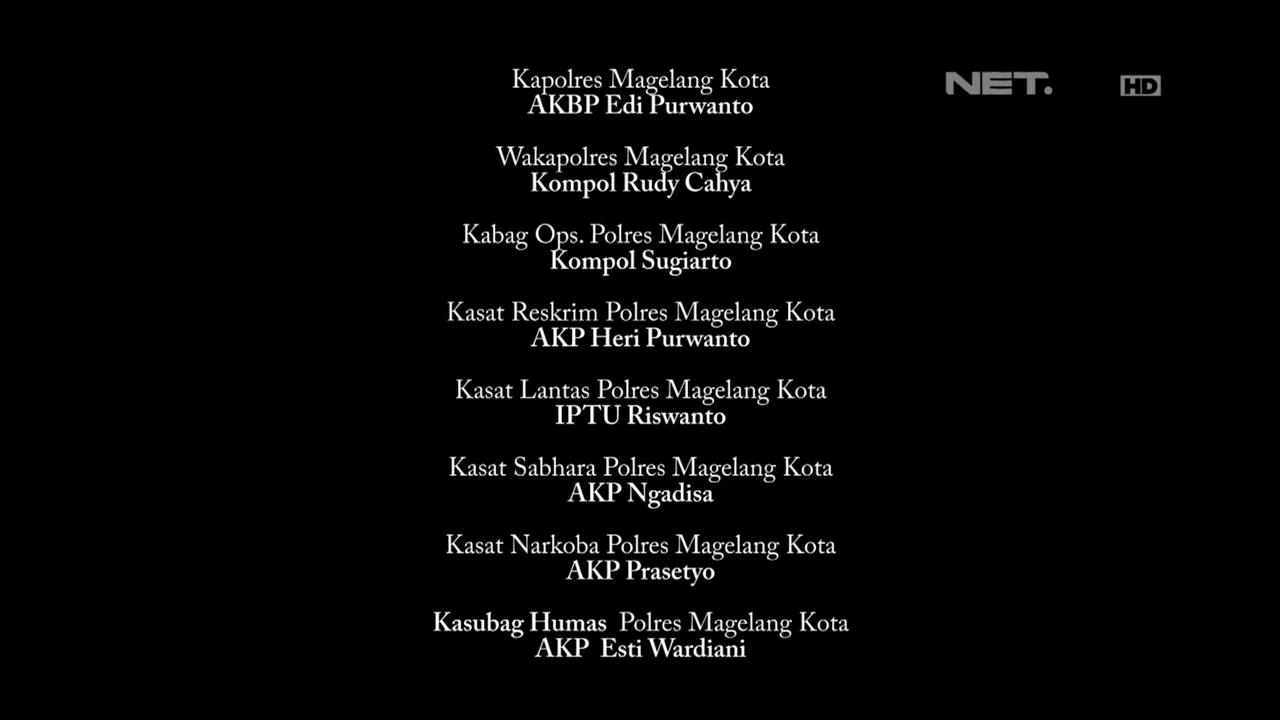 Kapolres Magelang Kota
AKBP Edi Purwanto
Wakapolres Magelang Kota
Kompol Rudy Cahya
Kabag Ops. Polres Magelang Kota
Kompol Sugiarto
Kasat Reskrim Polres Magelang Kota
AKP Heri Purwanto
Kasat Lantas Polres Magelang Kota
IPTU Riswanto
Kasat Sabhara Polres Magelang Kota
AKP Ngadisa
Kasat Narkoba Polres Magelang Kota
AKP Prasetyo
Kasubag Humas  Polres Magelang Kota
AKP  Esti Wardiani
NET.
HD